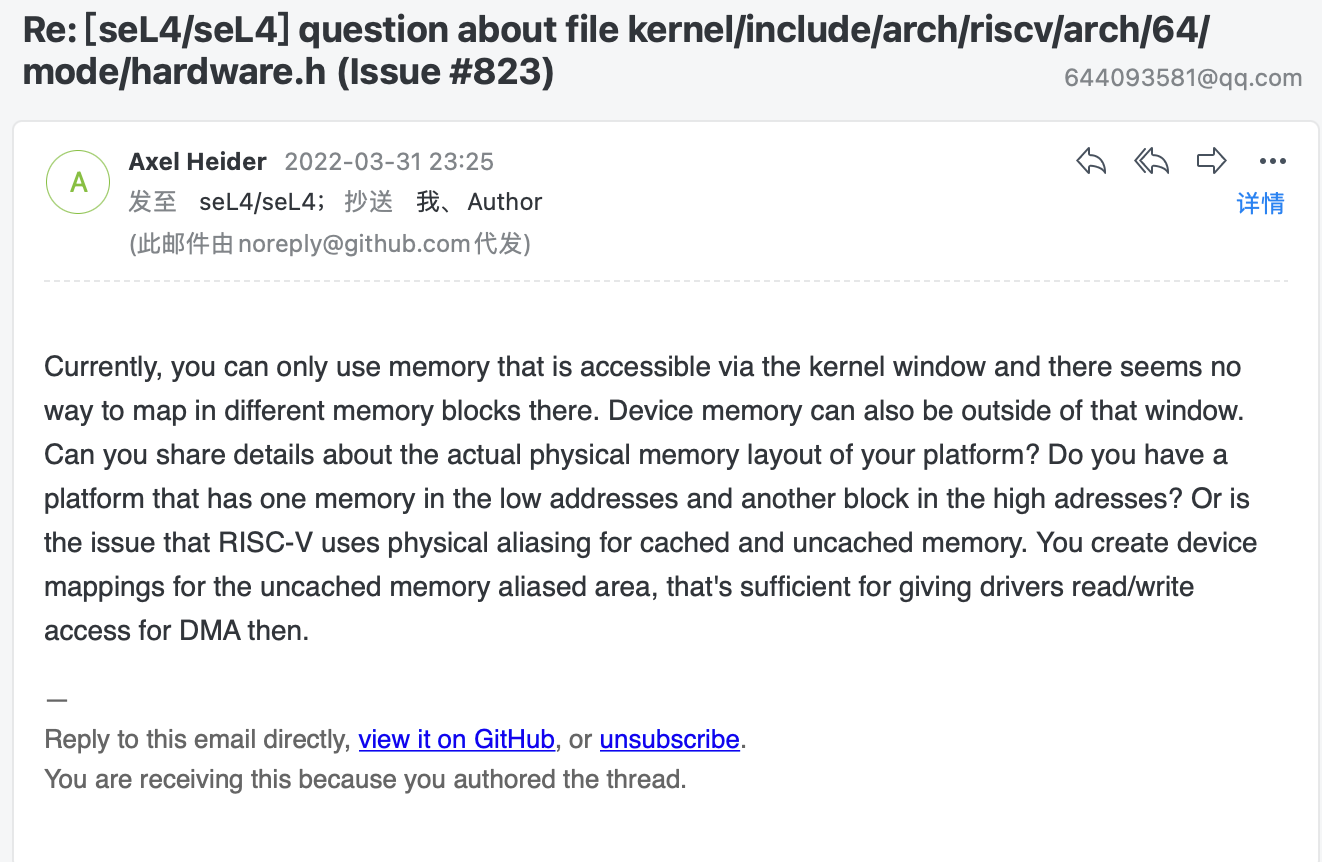 Re: [seL4/seL4] question about file kernel/include/arch/riscv/arch/64/
mode/hardware.h (Issue #823)
644093581@qq.com
A
Axel Heider 2022-03-31 23:25
发至 seL4/seL4; 抄送 我、Author
详情
(此邮件由 noreply@github.com 代发)
Currently, you can only use memory that is accessible via the kernel window and there seems no
way to map in different memory blocks there. Device memory can also be outside of that window.
Can you share details about the actual physical memory layout of your platform? Do you have a
platform that has one memory in the low addresses and another block in the high adresses? Or is
the issue that RISC-V uses physical aliasing for cached and uncached memory. You create device
mappings for the uncached memory aliased area, that's sufficient for giving drivers read/write
access for DMA then.
—
Reply to this email directly, view it on GitHub, or unsubscribe.
You are receiving this because you authored the thread.